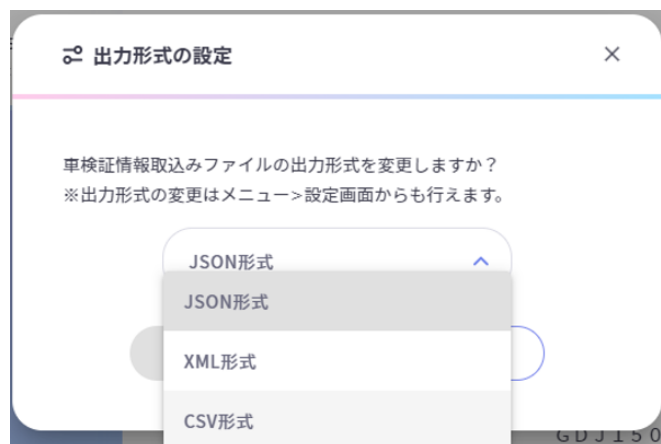 出力形式の設定
車検証情報取込みファイルの出力形式を変更しますか？
※出力形式の変更はメニュー>設定画面からも行えます。
JSON形式
JSON形式
XML形式
CSV形式
ＧＤＪ１５０